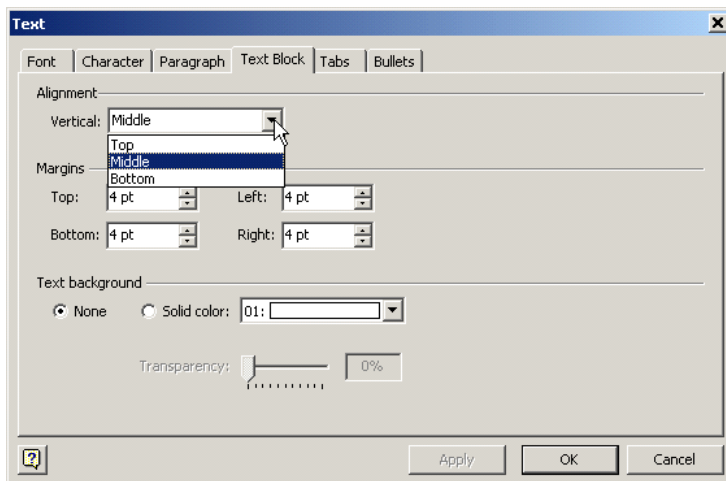 Text
Font Character Paragraph Text Block Tabs Bullets
Alignment
Vertical: Middle
Top
Middle
Bottom
Margins
Top: 4 pt Left: 4 pt
Bottom: 4 pt Right: 4 pt
Text background
None Solid color: 01:
Transparency: 0%
Apply OK Cancel